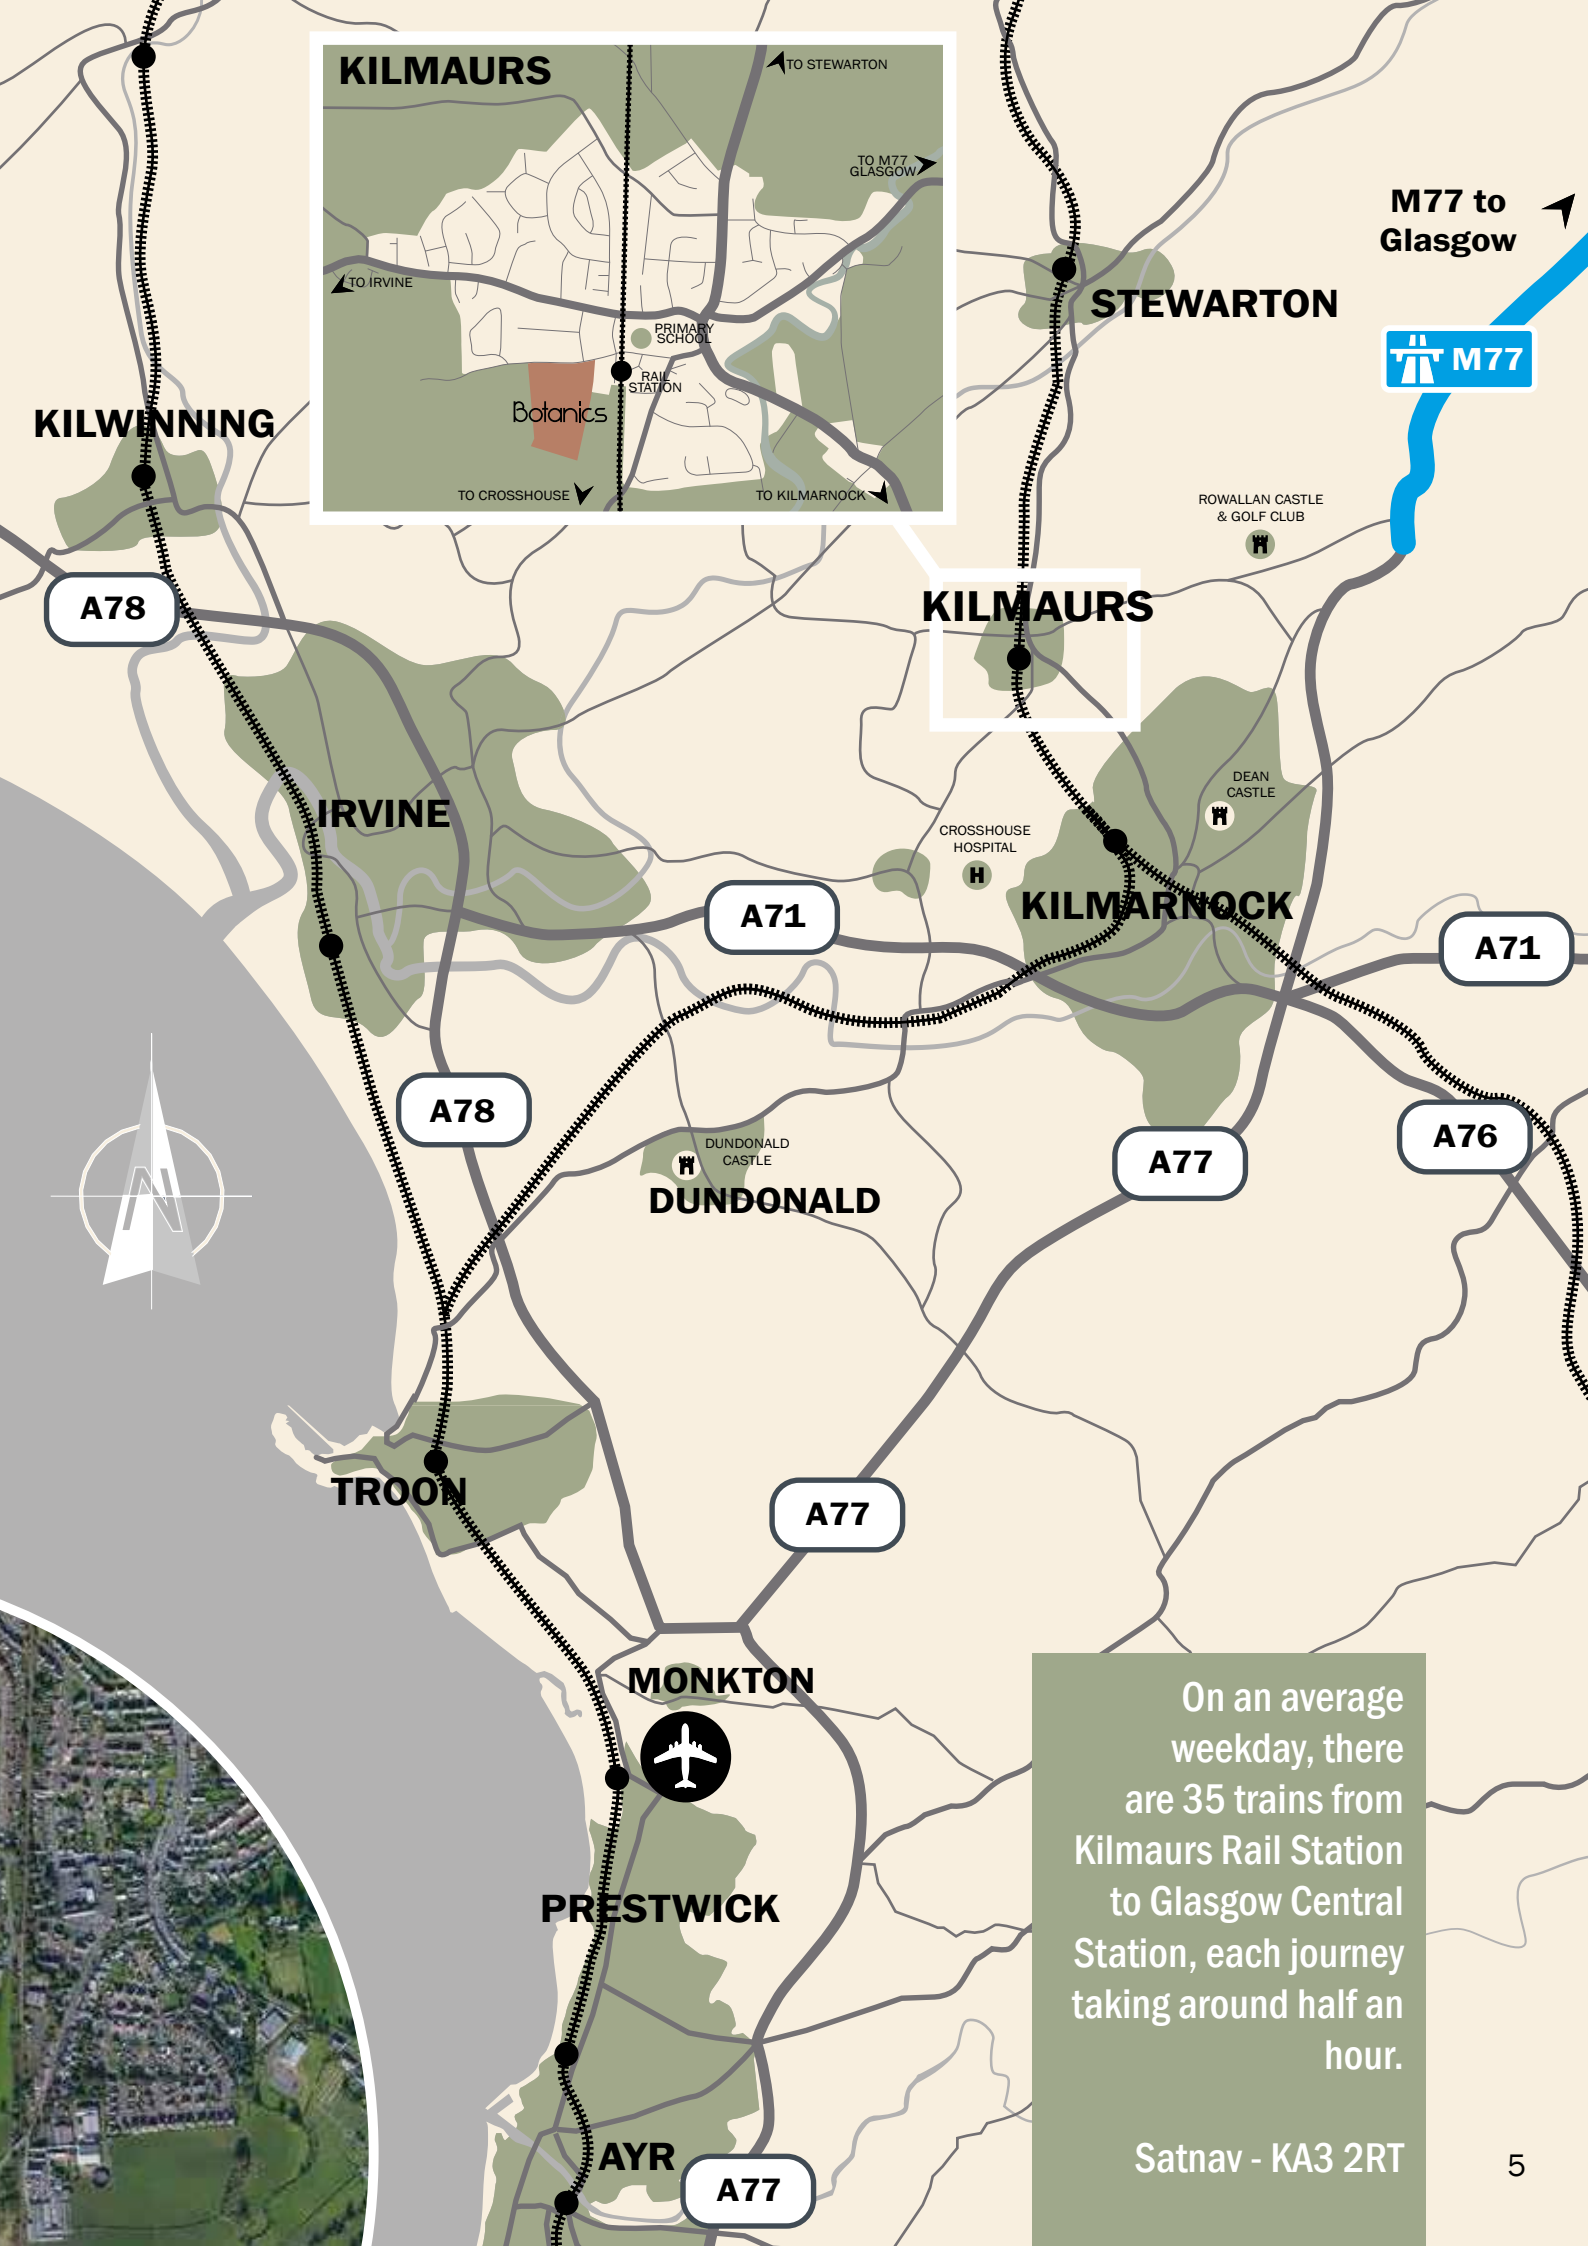 KILMAURS
TO STEWARTON
TO M77
GLASGOW
TO IRVINE
PRIMARY
SCHOOL
RAIL
STATION
Botanics
TO CROSSHOUSE
TO KILMARNOCK
M77 to
Glasgow
STEWARTON
M77
KILWINNING
ROWALLAN CASTLE
& GOLF CLUB
A78
KILMAURS
DEAN
CASTLE
IRVINE
CROSSHOUSE
HOSPITAL
H
KILMARNOCK
A71
A71
A78
A76
DUNDONALD
CASTLE
A77
DUNDONALD
N
TROON
A77
MONKTON
PRESTWICK
AYR
A77
On an average
weekday, there
are 35 trains from
Kilmaurs Rail Station
to Glasgow Central
Station, each journey
taking around half an
hour.
Satnav - KA3 2RT
5